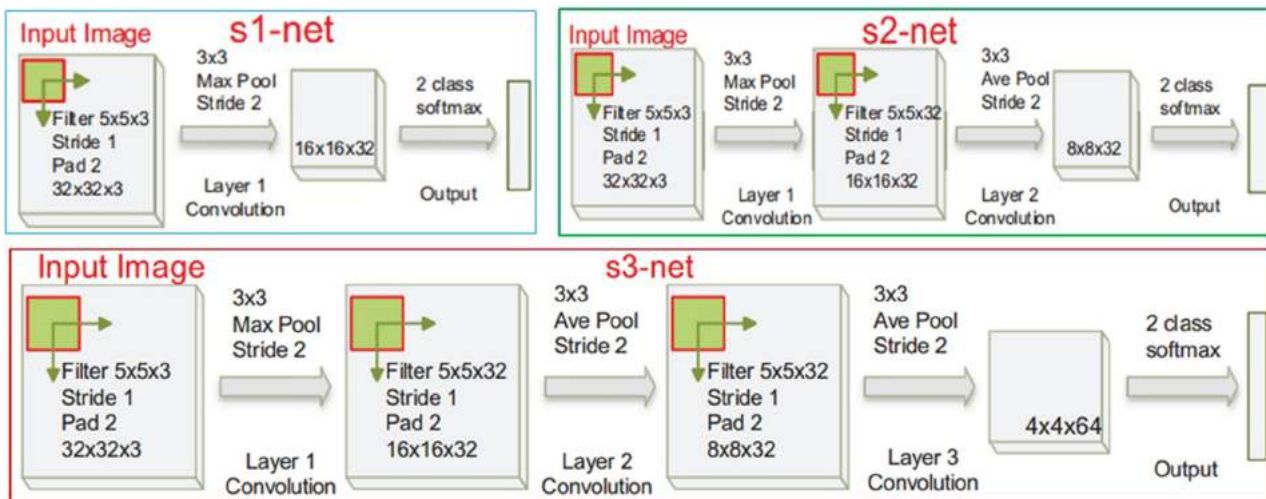 Input Image
s1-net
Filter 5x5x3
Stride 1
Pad 2
32x32x3
3x3
Max Pool
Stride 2
Layer 1
Convolution
16x16x32
2 class
softmax
Output
Input Image
s2-net
Filter 5x5x3
Stride 1
Pad 2
32x32x3
3x3
Max Pool
Stride 2
Layer 1
Convolution
Filter 5x5x32
Stride 1
Pad 2
16x16x32
3x3
Ave Pool
Stride 2
Layer 2
Convolution
8x8x32
2 class
softmax
Output
Input Image
s3-net
Filter 5x5x3
Stride 1
Pad 2
32x32x3
3x3
Max Pool
Stride 2
Layer 1
Convolution
Filter 5x5x32
Stride 1
Pad 2
16x16x32
3x3
Ave Pool
Stride 2
Layer 2
Convolution
Filter 5x5x32
Stride 1
Pad 2
8x8x32
3x3
Ave Pool
Stride 2
Layer 3
Convolution
4x4x64
2 class
softmax
Output